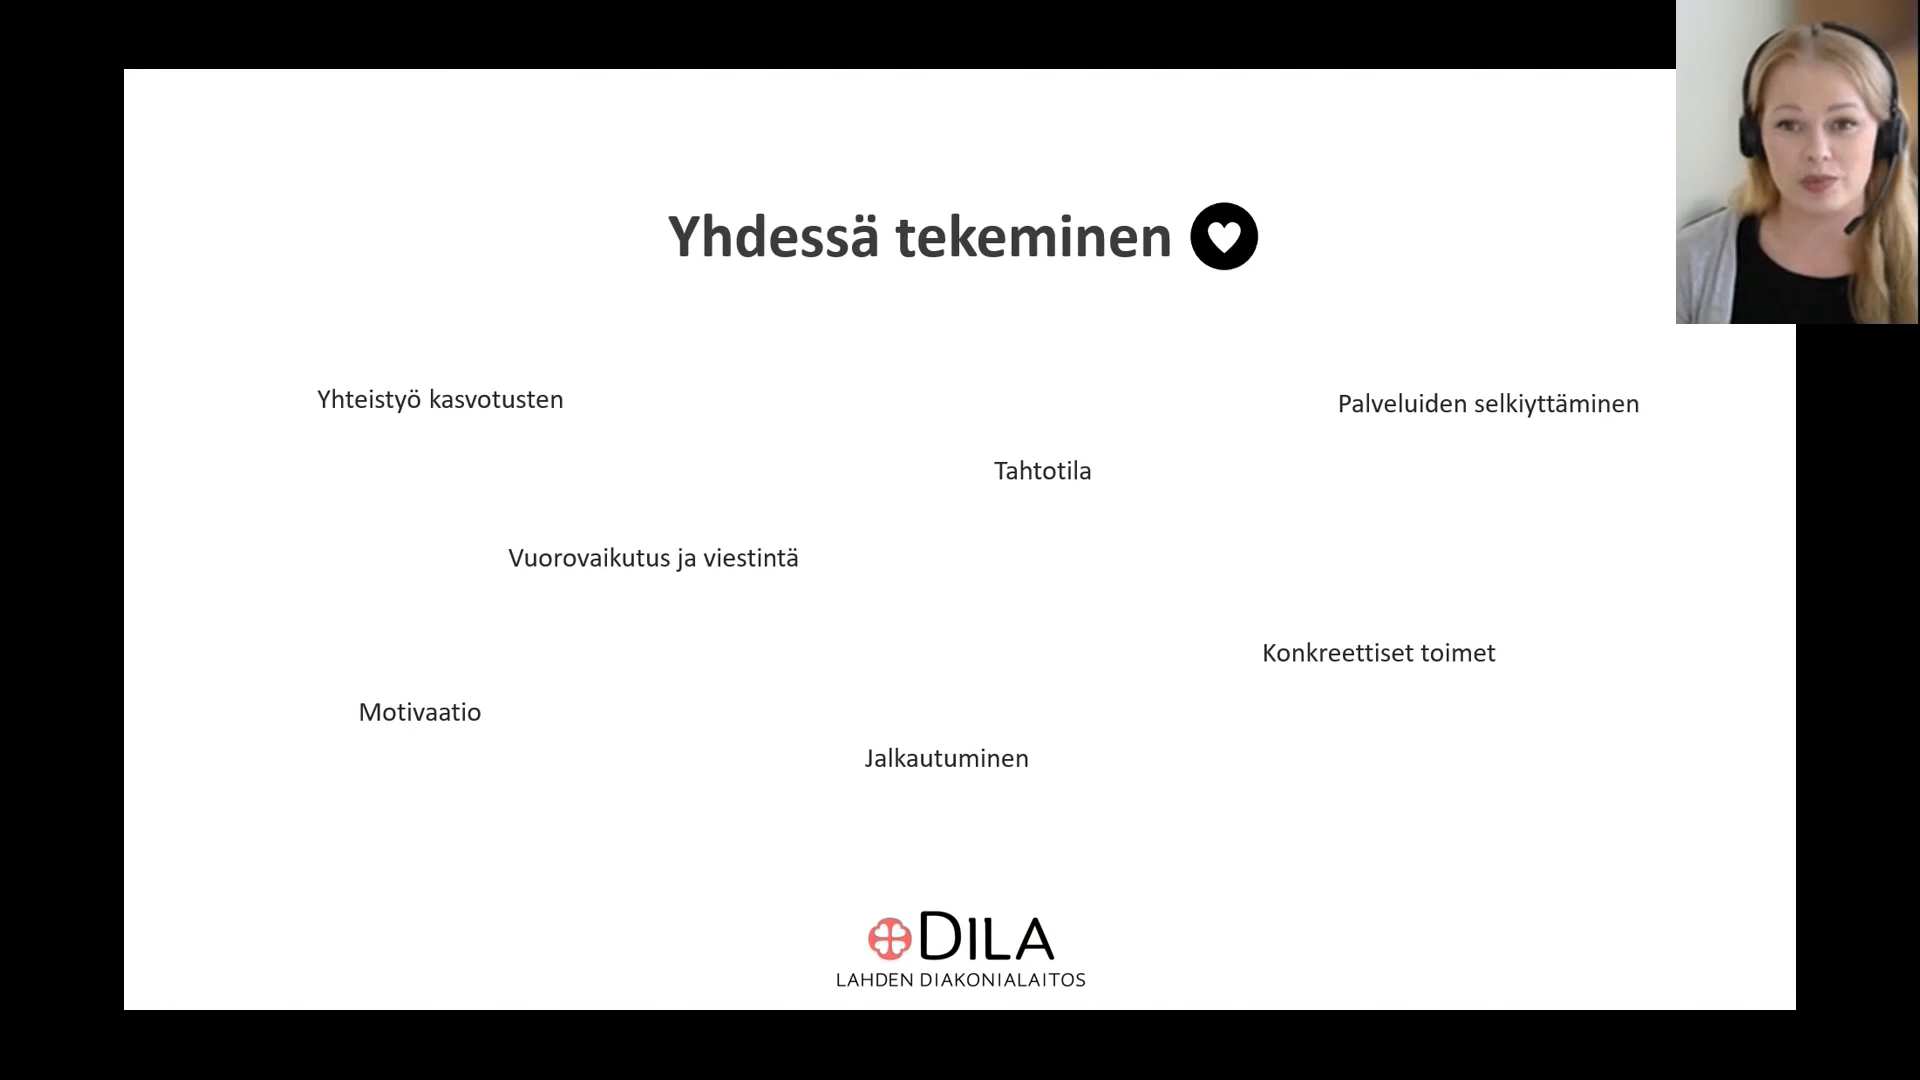 Yhdessä tekeminen
Yhteistyö kasvotusten
Palveluiden selkiyttäminen
Tahtotila
Vuorovaikutus ja viestintä
Konkreettiset toimet
Motivaatio
Jalkautuminen
DILA
LAHDEN DIAKONIALAITOS